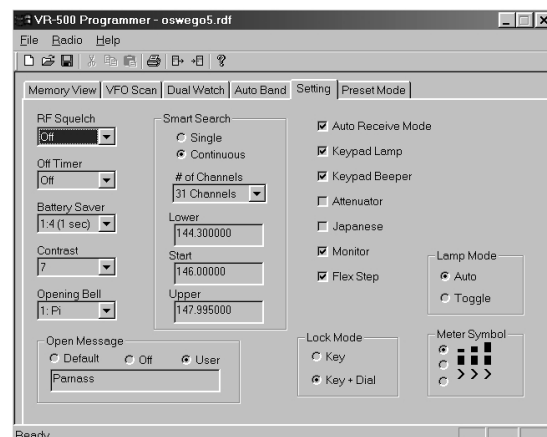 VR-500 Programmer - oswego5.rdf
File Radio Help
Memory View VFO Scan Dual Watch Auto Band Setting Preset Mode
RF Squelch
Off
Off Timer
Off
Battery Saver
1:4 (1 sec)
Contrast
7
Opening Bell
1: Pi
Smart Search
Single
Continuous
# of Channels
31 Channels
Lower
144.300000
Start
146.00000
Upper
147.995000
Auto Receive Mode
Keypad Lamp
Keypad Beeper
Attenuator
Japanese
Monitor
Flex Step
Lamp Mode
Auto
Toggle
Open Message
Default Off User
Parnass
Lock Mode
Key
Key + Dial
Meter Symbol
>>>
Ready